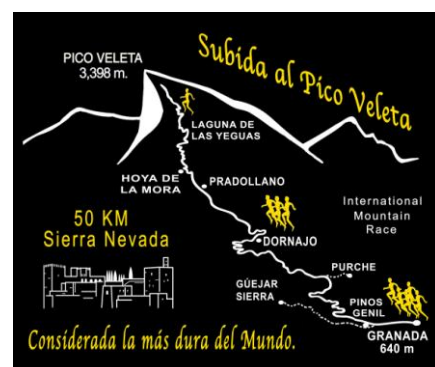 Subida al Pico Veleta
PICO VELETA
3,398 m.
LAGUNA DE
LAS YEGUAS
HOYA DE
LA MORA
PRADOLLANO
50 KM
Sierra Nevada
International
Mountain
Race
DORNAJO
PURCHE
GÜEJAR
SIERRA
PINOS
GENIL
GRANADA
640 m
Considerada la más dura del Mundo.